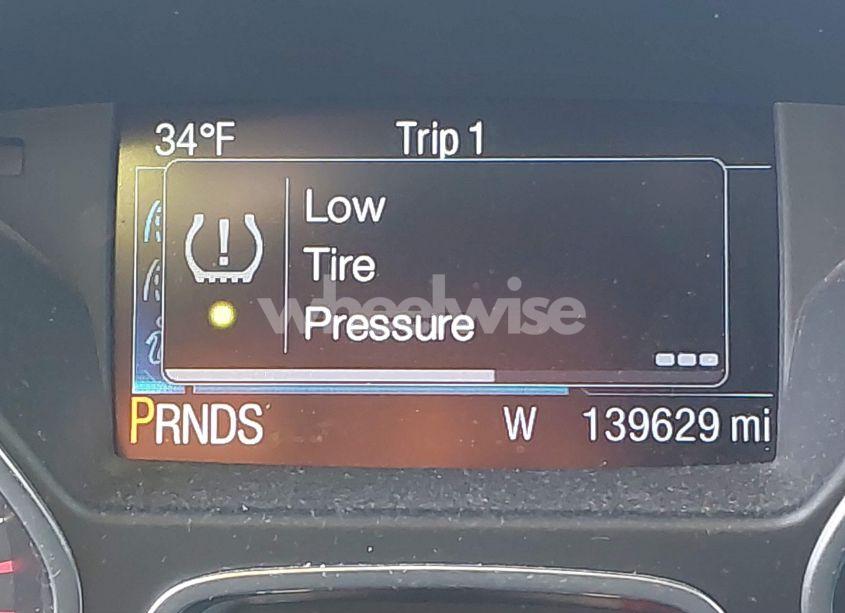 34°F Trip 1
Low
Tire
Pressure
wheelwise
PRNDS W 139629 mi